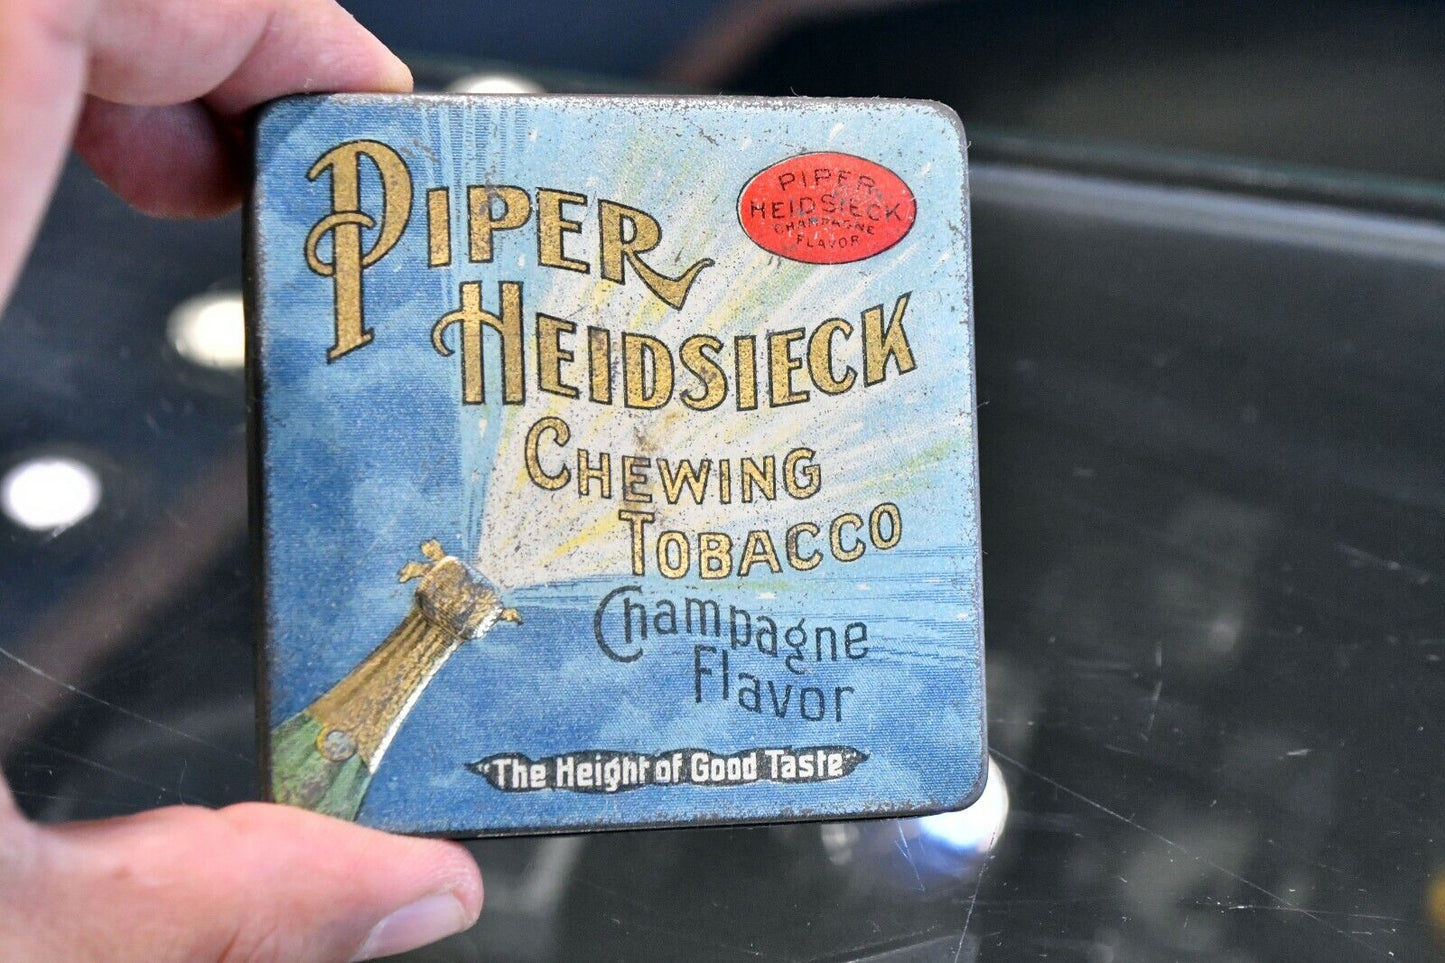 PIPER
HEIDSIECK
CHEWING
TOBACCO
Champagne
Flavor
"The Height of Good Taste"
PIPER
HEIDSIECK
CHAMPAGNE
FLAVOR